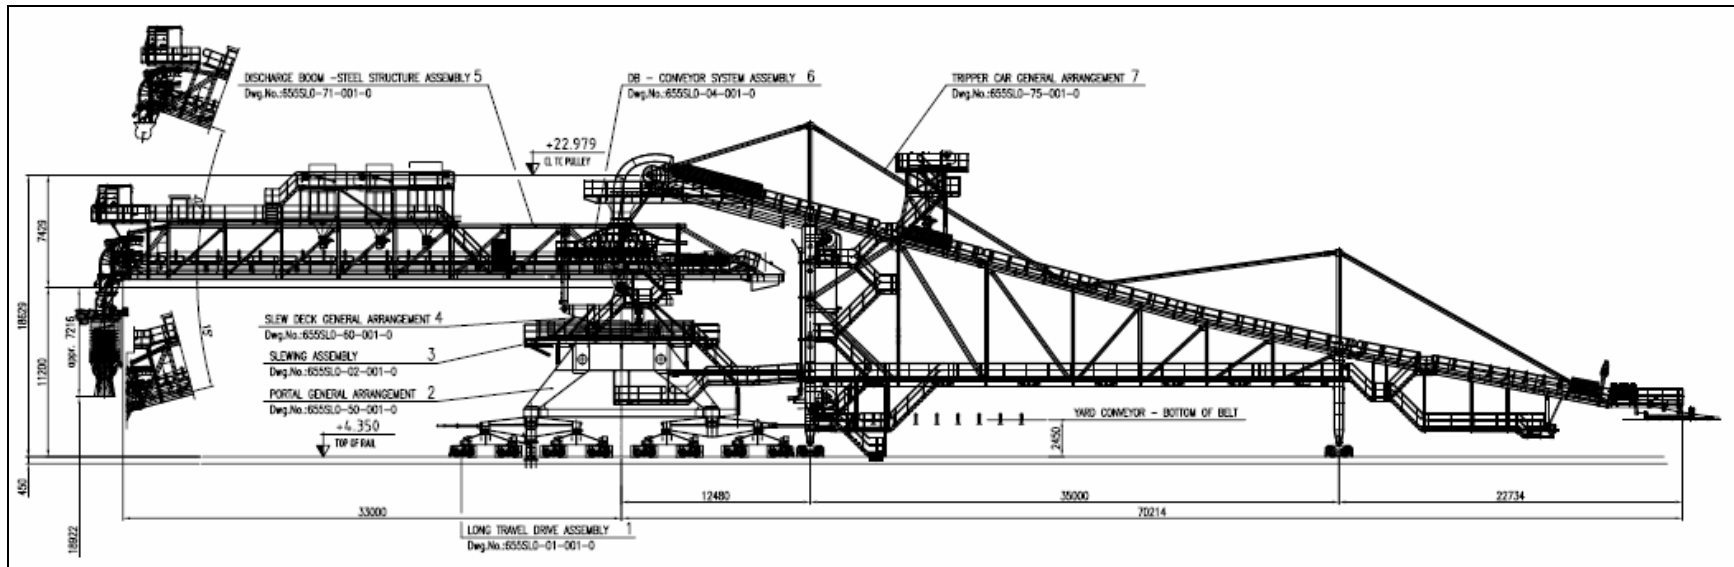 DISCHARGE BOOM -STEEL STRUCTURE ASSEMBLY 5
Dwg.No.:655SL0-71-001-0
DB - CONVEYOR SYSTEM ASSEMBLY 6
Dwg.No.:655SL0-04-001-0
TRIPPER CAR GENERAL ARRANGEMENT 7
Dwg.No.:655SL0-75-001-0
+22.979
CL TC PULLEY
7429
18629
11200
appr. 7216
15°
SLEW DECK GENERAL ARRANGEMENT 4
Dwg.No.:655SL0-60-001-0
SLEWING ASSEMBLY 3
Dwg.No.:655SL0-02-001-0
PORTAL GENERAL ARRANGEMENT 2
Dwg.No.:655SL0-50-001-0
+4.350
TOP OF RAIL
YARD CONVEYOR - BOTTOM OF BELT
2450
450
12480
35000
22734
33000
70214
18922
LONG TRAVEL DRIVE ASSEMBLY 1
Dwg.No.:655SL0-01-001-0